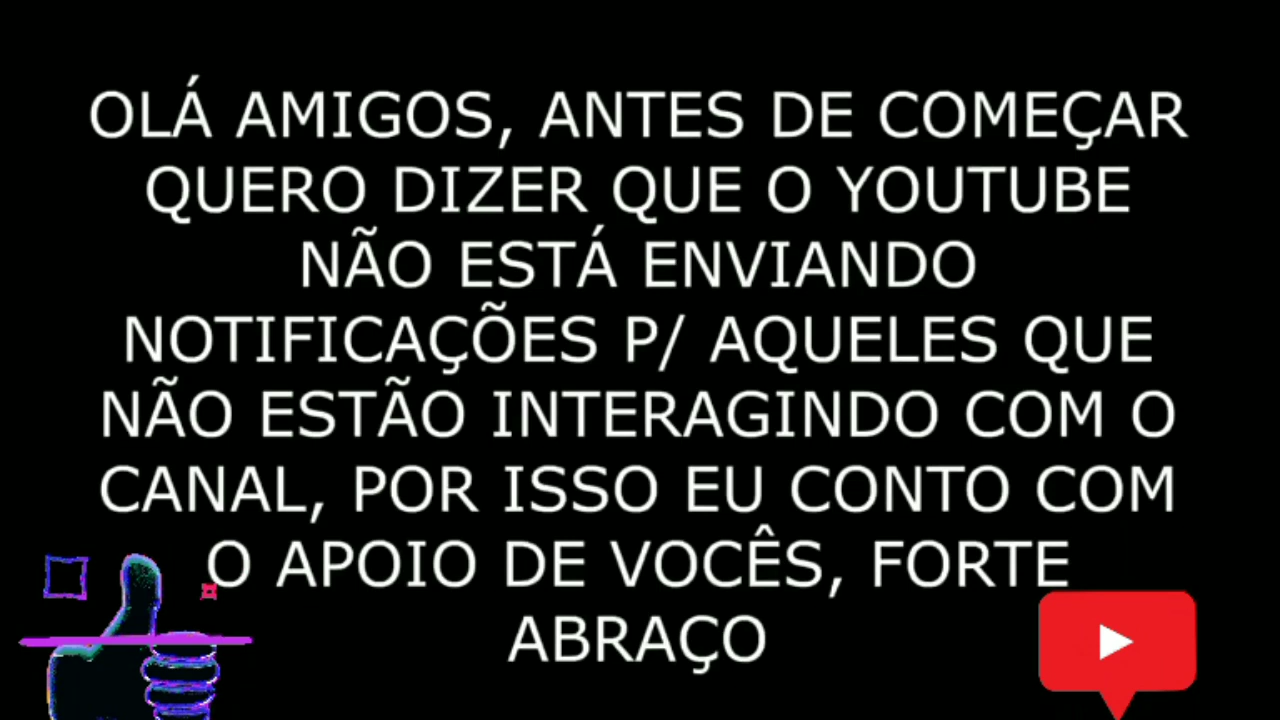 OLÁ AMIGOS, ANTES DE COMEÇAR
QUERO DIZER QUE O YOUTUBE
NÃO ESTÁ ENVIANDO
NOTIFICAÇÕES P/ AQUELES QUE
NÃO ESTÃO INTERAGINDO COM O
CANAL, POR ISSO EU CONTO COM
O APOIO DE VOCÊS, FORTE
ABRAÇO